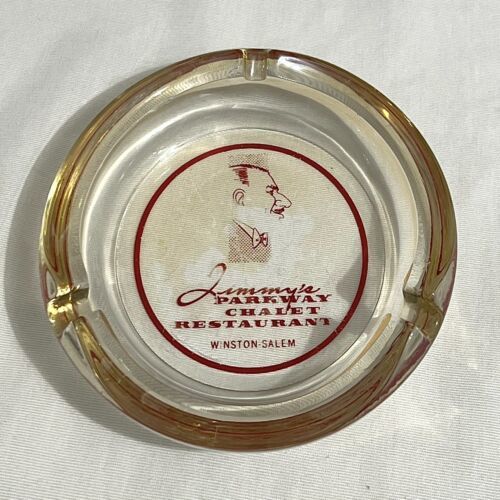 Jimmy's
PARKWAY
CHALET
RESTAURANT
WINSTON-SALEM